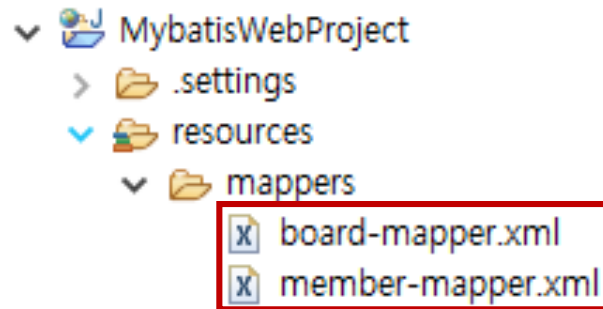 MybatisWebProject
.settings
resources
mappers
board-mapper.xml
member-mapper.xml